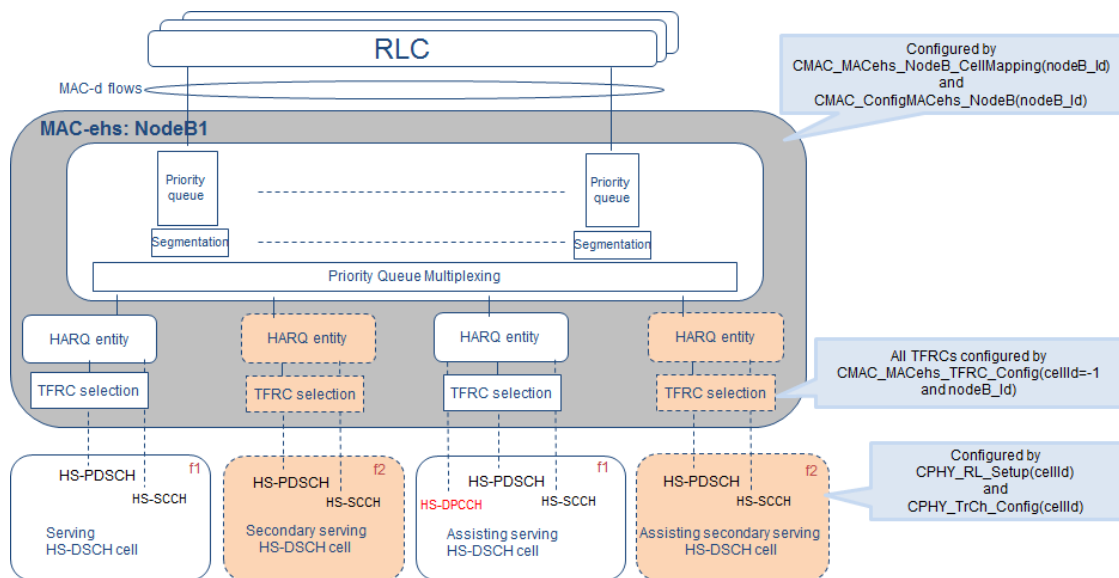 RLC
MAC-d flows
Configured by
CMAC_MACehs_NodeB_CellMapping(nodeB_Id)
and
CMAC_ConfigMACehs_NodeB(nodeB_Id)
MAC-ehs: NodeB1
Priority
queue
Priority
queue
Segmentation
Segmentation
Priority Queue Multiplexing
HARQ entity
HARQ entity
HARQ entity
HARQ entity
TFRC selection
TFRC selection
TFRC selection
TFRC selection
All TFRCs configured by
CMAC_MACehs_TFRC_Config(cellId=-1
and nodeB_Id)
f1
HS-PDSCH
HS-SCCH
Serving
HS-DSCH cell
f2
HS-PDSCH
HS-SCCH
Secondary serving
HS-DSCH cell
f1
HS-PDSCH
HS-DPCCH
HS-SCCH
Assisting serving
HS-DSCH cell
f2
HS-PDSCH
HS-SCCH
Assisting secondary serving
HS-DSCH cell
Configured by
CPHY_RL_Setup(cellId)
and
CPHY_TrCh_Config(cellId)